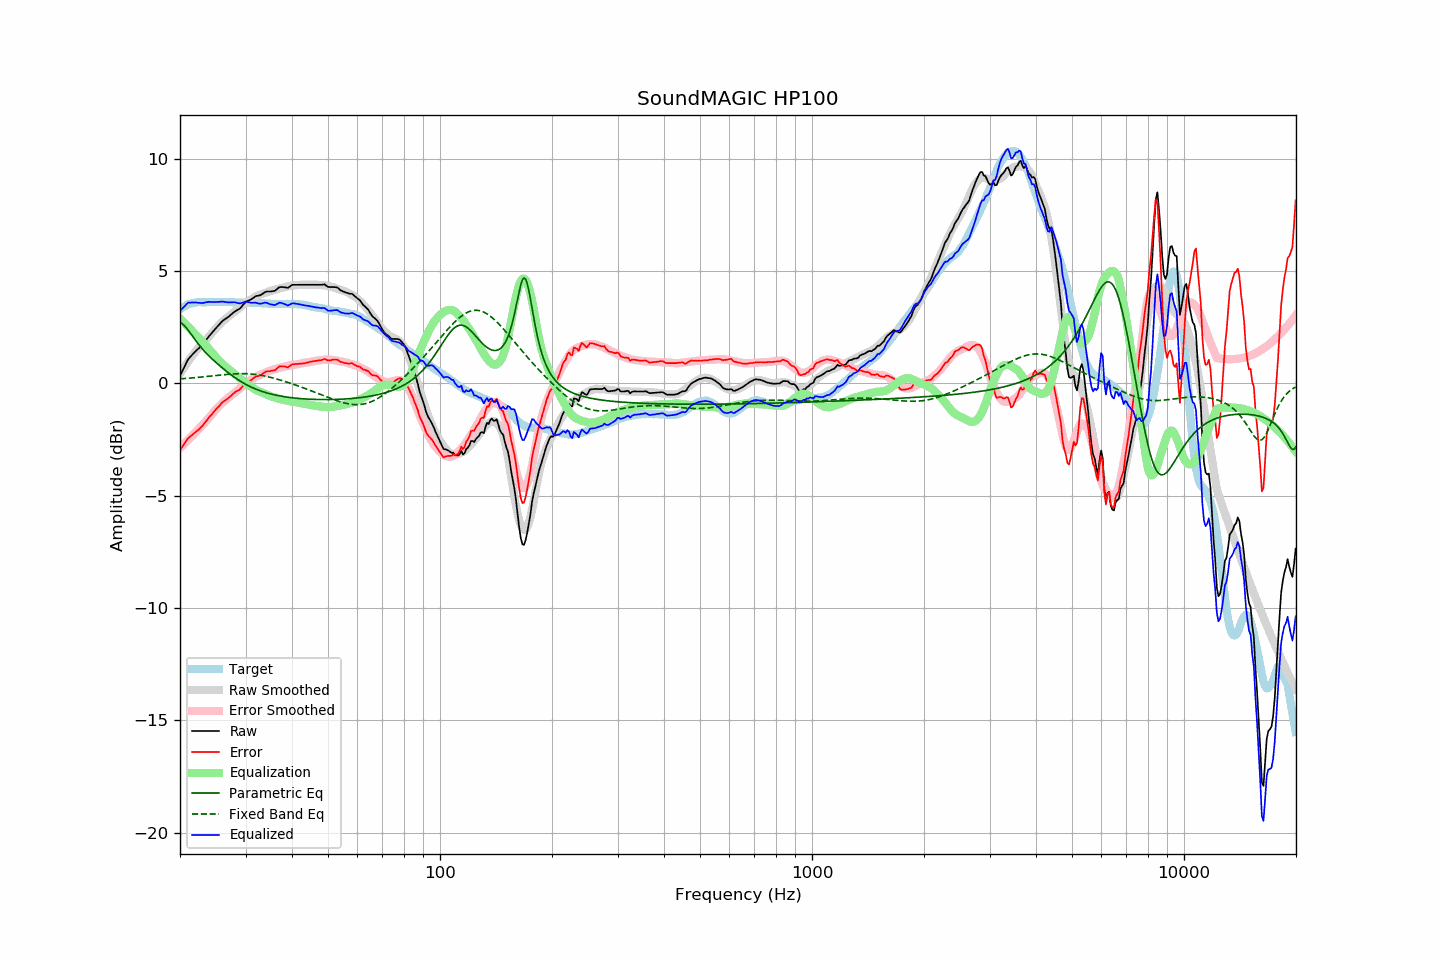 SoundMAGIC HP100
Amplitude (dBr)
10
5
0
−5
−10
−15
−20
Target
Raw Smoothed
Error Smoothed
Raw
Error
Equalization
Parametric Eq
Fixed Band Eq
Equalized
100
1000
10000
Frequency (Hz)